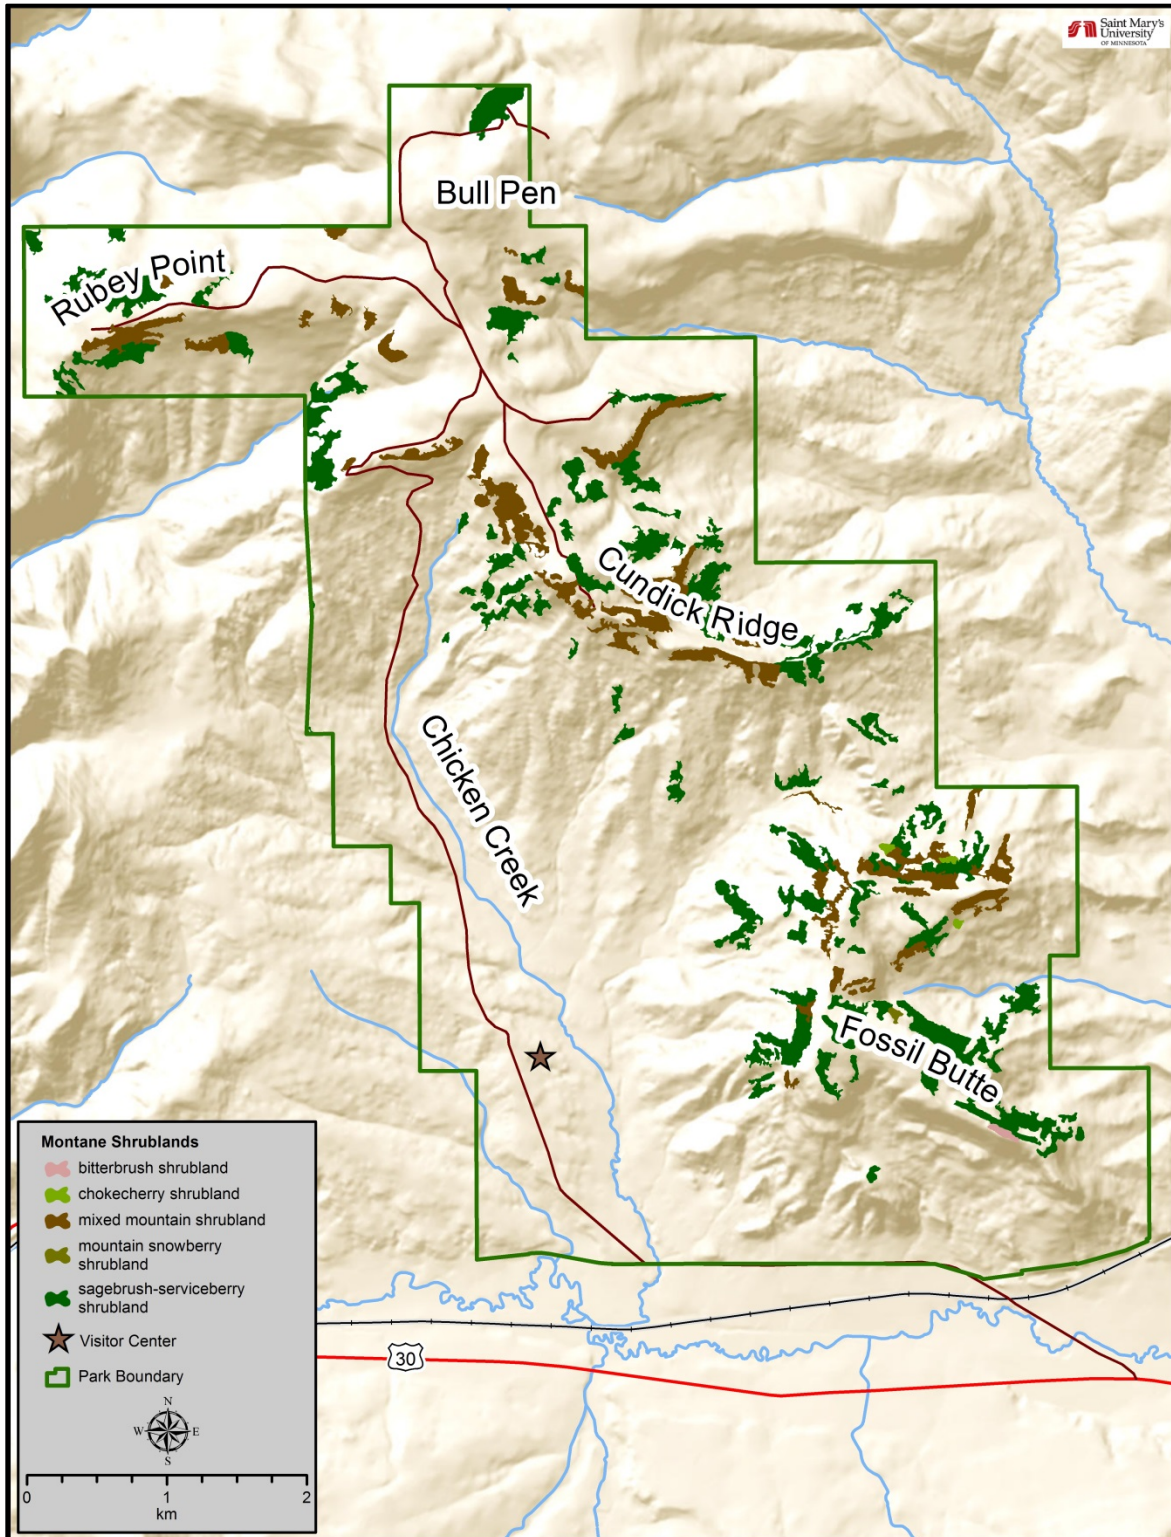 Saint Mary's
University
OF MINNESOTA
Bull Pen
Rubey Point
Cundick Ridge
Chicken Creek
Fossil Butte
Montane Shrublands
bitterbrush shrubland
chokecherry shrubland
mixed mountain shrubland
mountain snowberry
shrubland
sagebrush-serviceberry
shrubland
Visitor Center
Park Boundary
30
N
W E
S
0 1 2
km